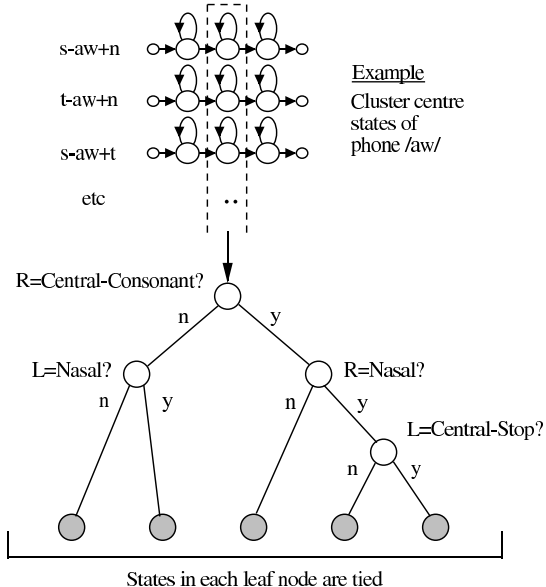 s-aw+n
t-aw+n
s-aw+t
etc
..
Example
Cluster centre
states of
phone /aw/
R=Central-Consonant?
n y
L=Nasal? R=Nasal?
n y n y
L=Central-Stop?
n y
States in each leaf node are tied